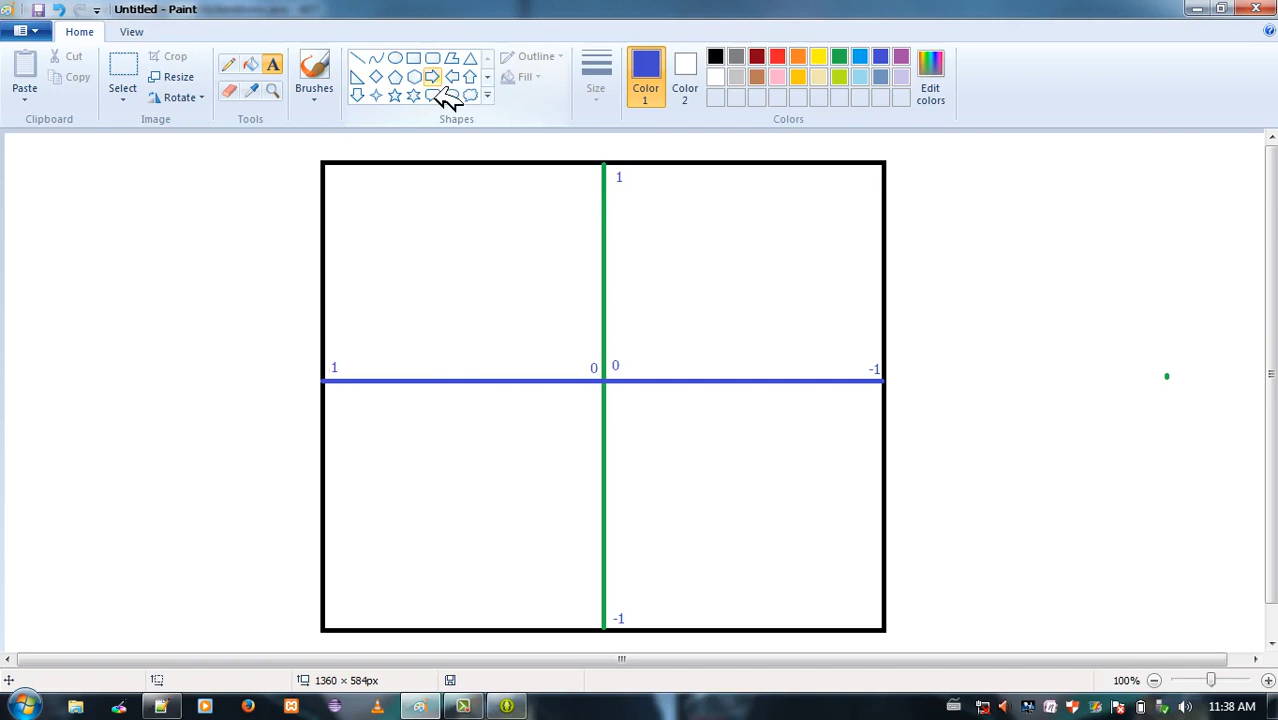 Untitled - Paint
Home
View
Paste
Cut
Copy
Clipboard
Select
Crop
Resize
Rotate
Image
A
Tools
Brushes
Outline
Fill
Shapes
Size
Color
1
Color
2
Edit
colors
Colors
1
1
0
0
-1
-1
1360 × 584px
100%
11:38 AM